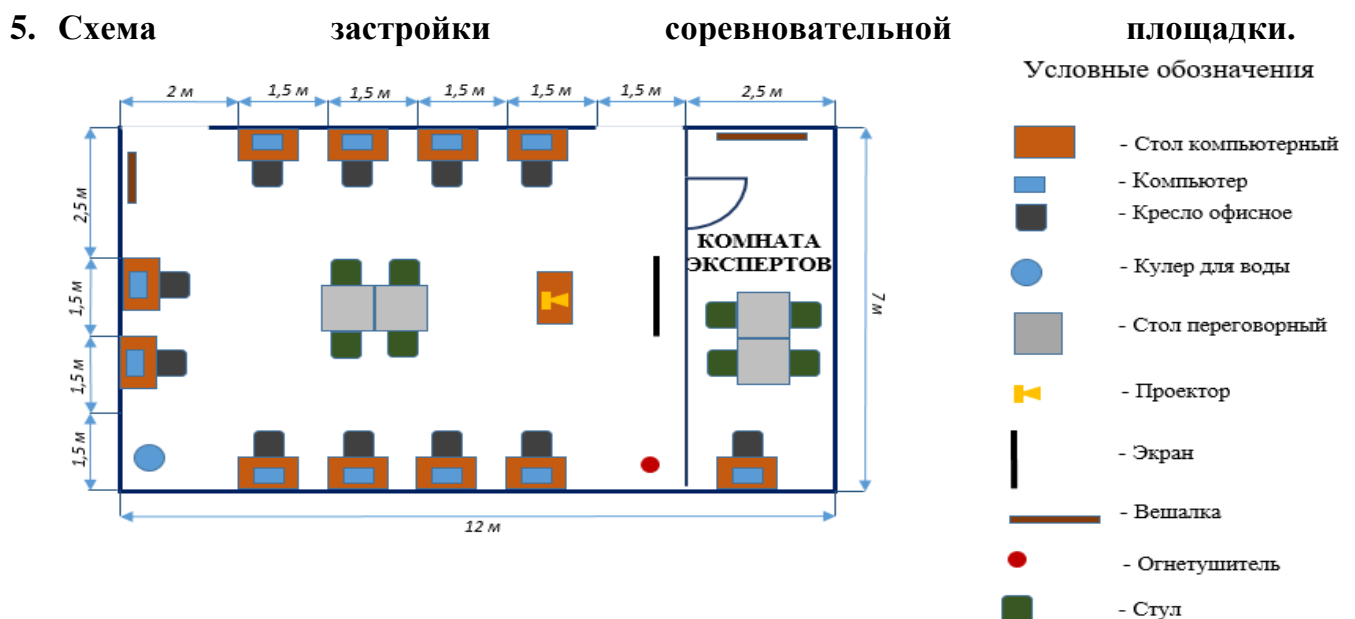 5. Схема застройки соревновательной площадки.
Условные обозначения
2 м
1,5 м
1,5 м
1,5 м
1,5 м
1,5 м
2,5 м
2,5 м
1,5 м
1,5 м
1,5 м
КОМНАТА
ЭКСПЕРТОВ
7 м
12 м
- Стол компьютерный
- Компьютер
- Кресло офисное
- Кулер для воды
- Стол переговорный
- Проектор
- Экран
- Вешалка
- Огнетушитель
- Стул